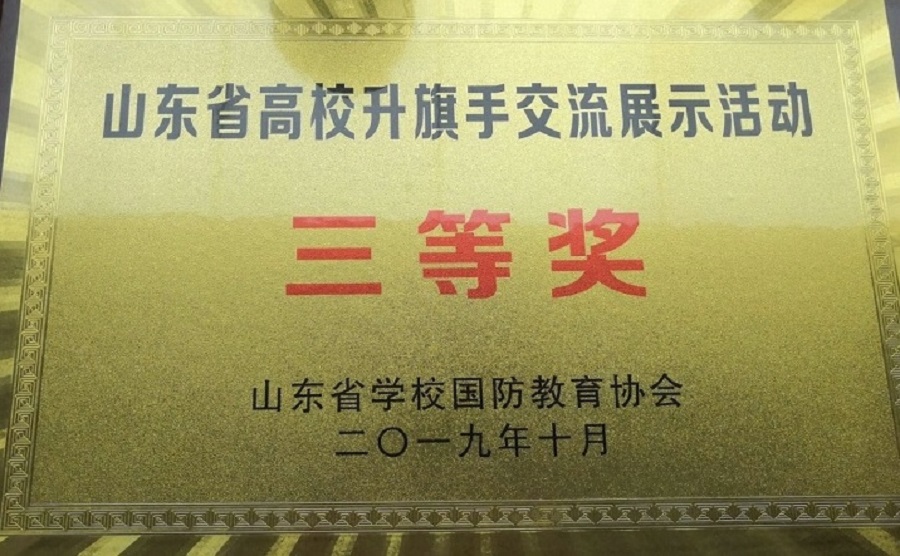 山东省高校升旗手交流展示活动
三等奖
山东省学校国防教育协会
二〇一九年十月